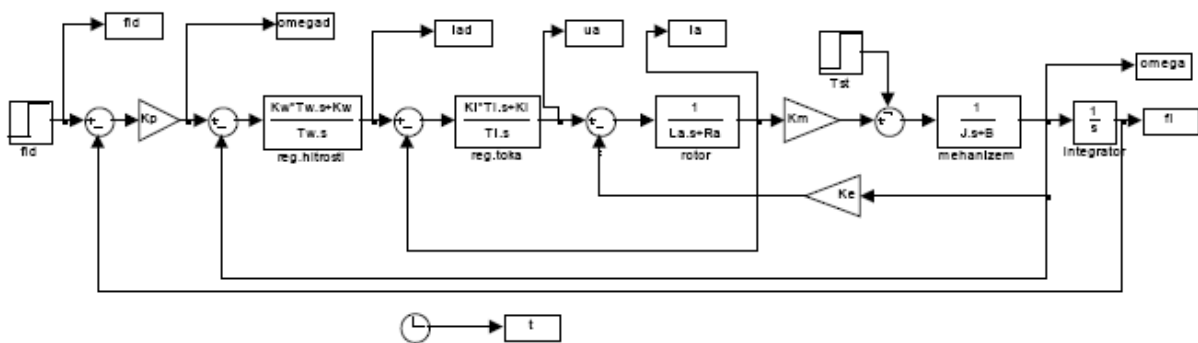 fid
omegad
Iad
ua
Ia
omega
fid
+
-
Kp
+
-
Kw*Tw.s+Kw
Tw.s
reg.hitrosti
+
-
KI*TI.s+KI
TI.s
reg.toka
+
-
1
La.s+Ra
rotor
Km
Tst
-
+
1
J.s+B
mehanizem
1
s
Integrator
fi
Ke
t